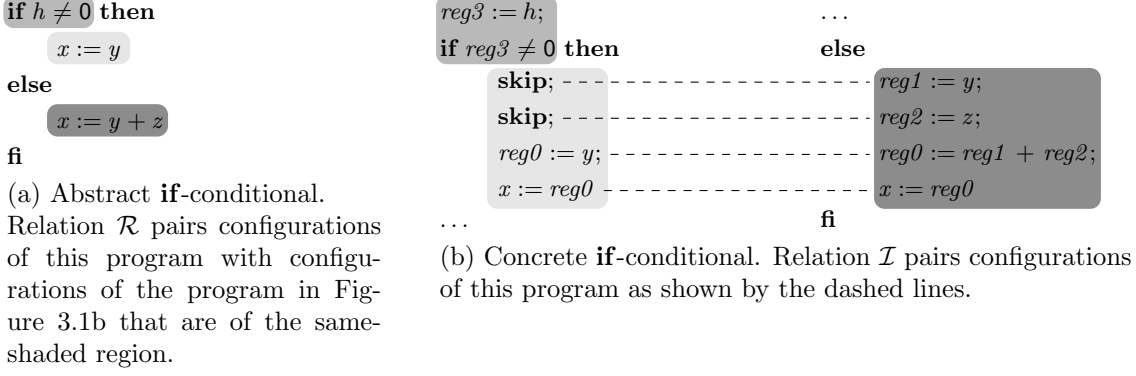 if h ≠ 0 then
x := y
else
x := y + z
fi
(a) Abstract if-conditional.
Relation R pairs configurations
of this program with configu-
rations of the program in Fig-
ure 3.1b that are of the same-
shaded region.
reg3 := h; ...
if reg3 ≠ 0 then else
skip; reg1 := y;
skip; reg2 := z;
reg0 := y; reg0 := reg1 + reg2;
x := reg0 x := reg0
... fi
(b) Concrete if-conditional. Relation I pairs configurations
of this program as shown by the dashed lines.